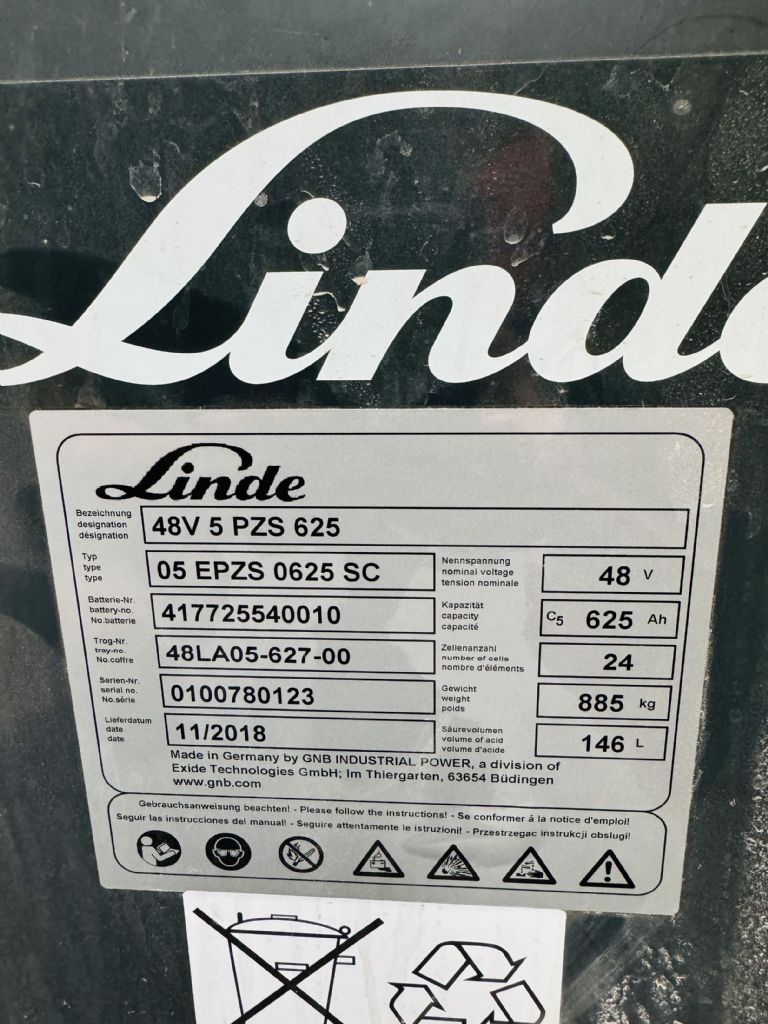 Linde
Linde
Bezeichnung
designation
désignation
48V 5 PZS 625
Typ
type
type
05 EPZS 0625 SC
Nennspannung
nominal voltage
tension nominale
48 V
Batterie-Nr.
battery-no.
No.batterie
417725540010
Kapazität
capacity
capacité
C5 625 Ah
Trog-Nr.
tray-no.
No.coffre
48LA05-627-00
Zellenanzahl
number of cells
nombre d'éléments
24
Serien-Nr.
serial no.
No.série
0100780123
Gewicht
weight
poids
885 kg
Lieferdatum
date
date
11/2018
Säurevolumen
volume of acid
volume d'acide
146 L
Made in Germany by GNB INDUSTRIAL POWER, a division of
Exide Technologies GmbH; Im Thiergarten, 63654 Büdingen
www.gnb.com
Gebrauchsanweisung beachten! - Please follow the instructions! - Se conformer à la notice d'emploi!
Seguir las instrucciones del manual! - Seguire attentamente le istruzioni! - Przestrzegac instrukcji obslugi!